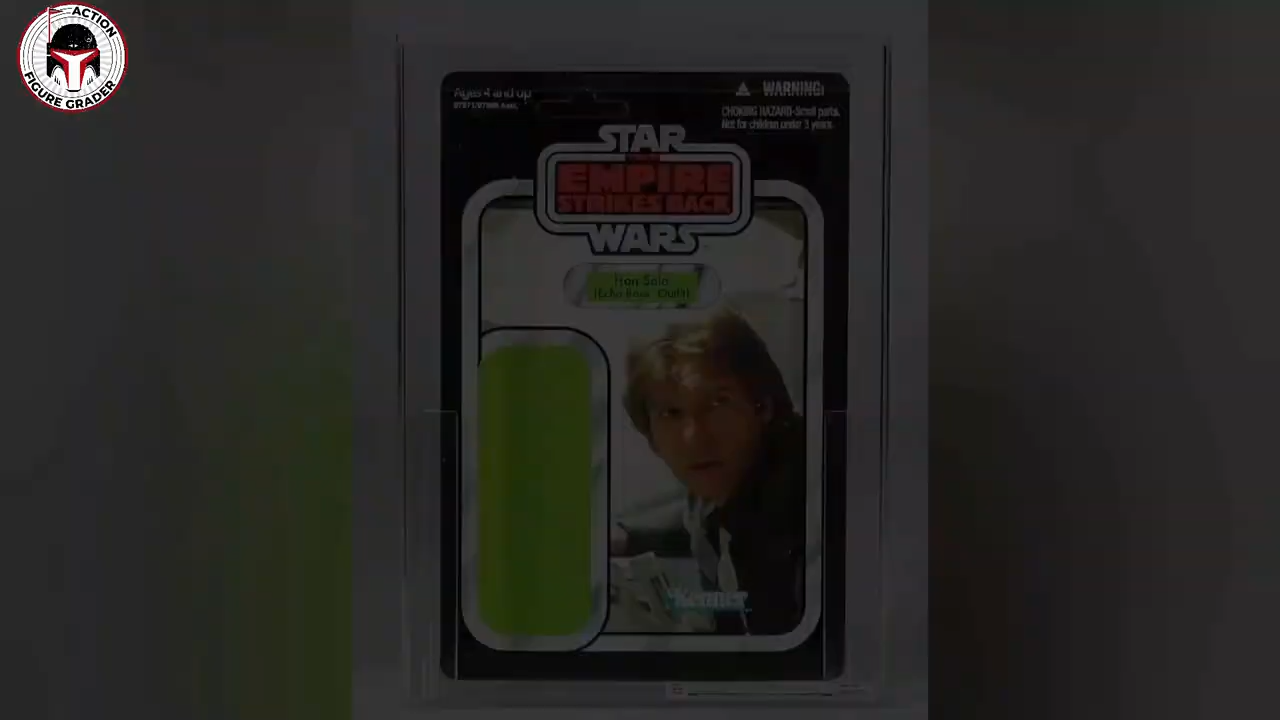 ACTION
FIGURE GRADER
Ages 4 and up
WARNING:
CHOKING HAZARD-Small parts.
Not for children under 3 years.
STAR
EMPIRE
STRIKES BACK
WARS
Han Solo
(Echo Base Outfit)
Kenner